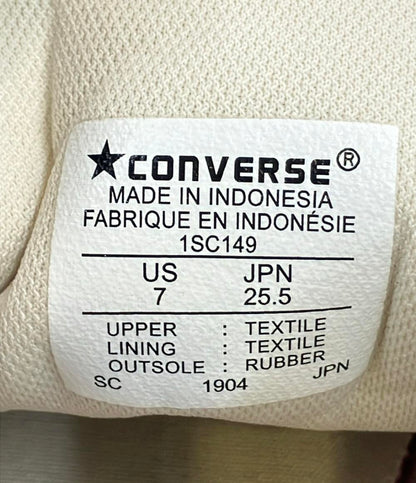 ★CONVERSE®
MADE IN INDONESIA
FABRIQUE EN INDONÉSIE
1SC149
US JPN
7 25.5
UPPER : TEXTILE
LINING : TEXTILE
OUTSOLE : RUBBER
SC 1904 JPN